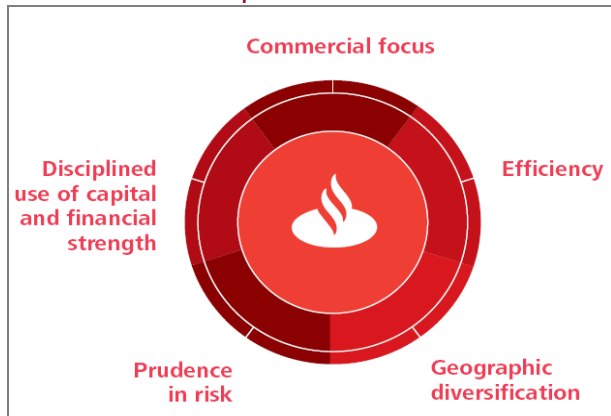 Commercial focus
Efficiency
Geographic
diversification
Prudence
in risk
Disciplined
use of capital
and financial
strength